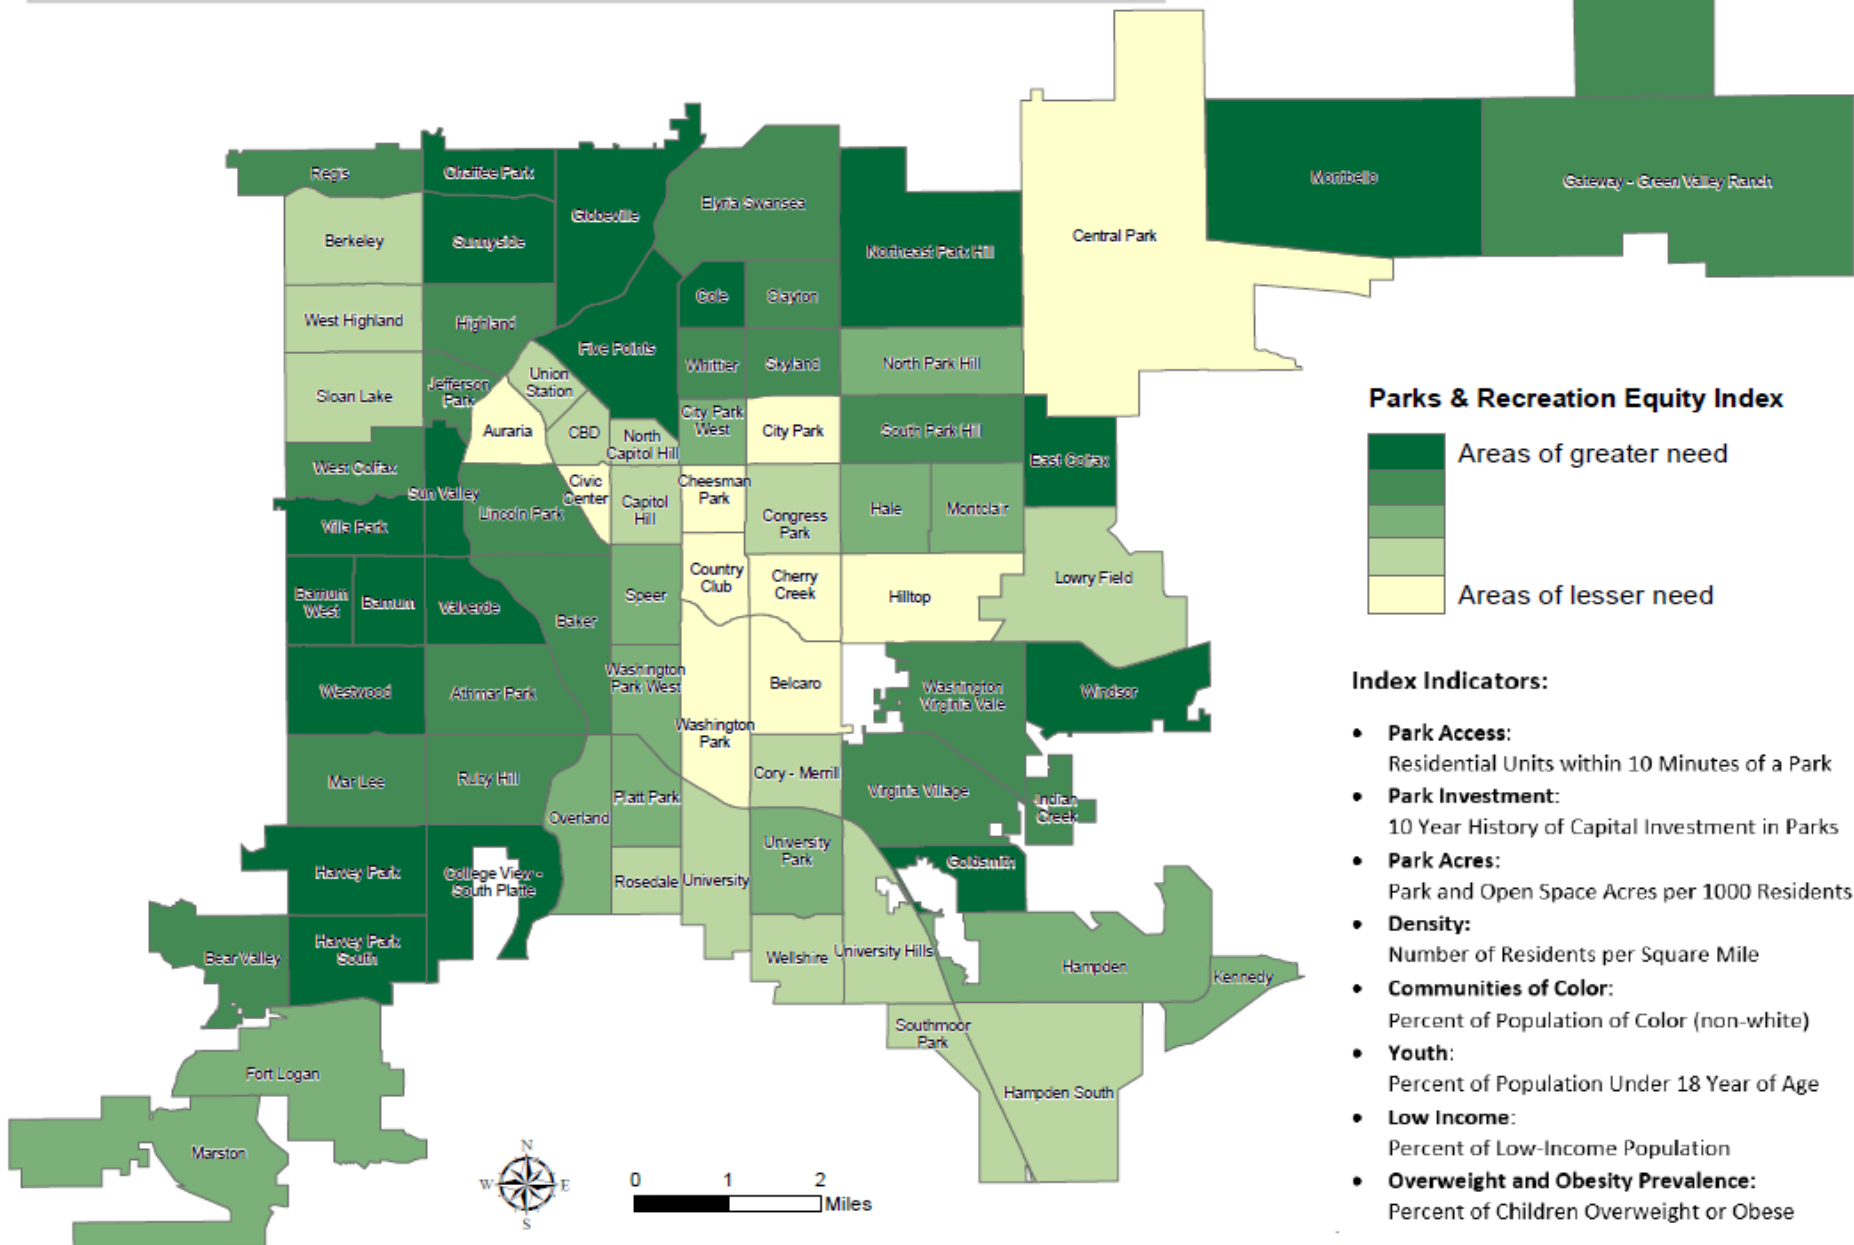 Regis
Chaffee Park
Globeville
Elyria Swansea
Northeast Park Hill
Central Park
Montbello
Gateway - Green Valley Ranch
Berkeley
Sunnyside
Cole
Clayton
West Highland
Highland
Five Points
Whittier
Skyland
North Park Hill
Sloan Lake
Jefferson
Park
Union
Station
Auraria
CBD
North
Capitol Hill
City Park
West
City Park
South Park Hill
East Colfax
West Colfax
Sun Valley
Lincoln Park
Civic
Center
Capitol
Hill
Cheesman
Park
Congress
Park
Hale
Montclair
Villa Park
Barnum
West
Barnum
Valverde
Baker
Speer
Country
Club
Cherry
Creek
Hilltop
Lowry Field
Westwood
Athmar Park
Washington
Park West
Washington
Park
Belcaro
Washington
Virginia Vale
Windsor
Mar Lee
Ruby Hill
Overland
Platt Park
Cory - Merrill
Virginia Village
Indian
Creek
Harvey Park
College View -
South Platte
Rosedale
University
University
Park
Goldsmith
Bear Valley
Harvey Park
South
Wellshire
University Hills
Hampden
Kennedy
Fort Logan
Southmoor
Park
Hampden South
Marston
N
W
E
S
0 1 2
Miles
Parks & Recreation Equity Index
Areas of greater need
Areas of lesser need
Index Indicators:
• Park Access:
Residential Units within 10 Minutes of a Park
• Park Investment:
10 Year History of Capital Investment in Parks
• Park Acres:
Park and Open Space Acres per 1000 Residents
• Density:
Number of Residents per Square Mile
• Communities of Color:
Percent of Population of Color (non-white)
• Youth:
Percent of Population Under 18 Year of Age
• Low Income:
Percent of Low-Income Population
• Overweight and Obesity Prevalence:
Percent of Children Overweight or Obese